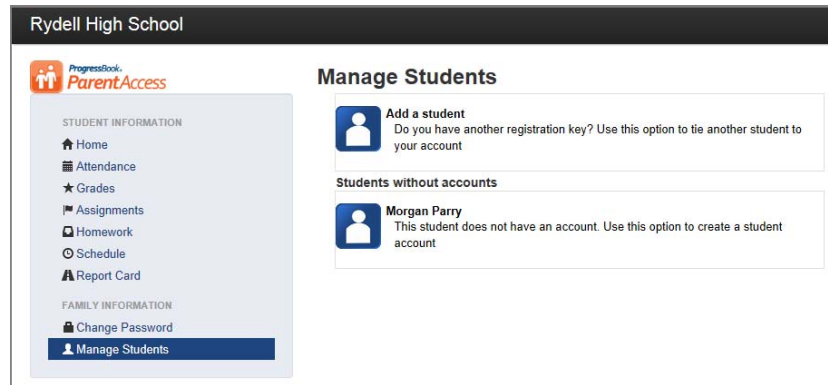 Rydell High School
ProgressBook.
ParentAccess
STUDENT INFORMATION
Home
Attendance
Grades
Assignments
Homework
Schedule
Report Card
FAMILY INFORMATION
Change Password
Manage Students
Manage Students
Add a student
Do you have another registration key? Use this option to tie another student to
your account
Students without accounts
Morgan Parry
This student does not have an account. Use this option to create a student
account